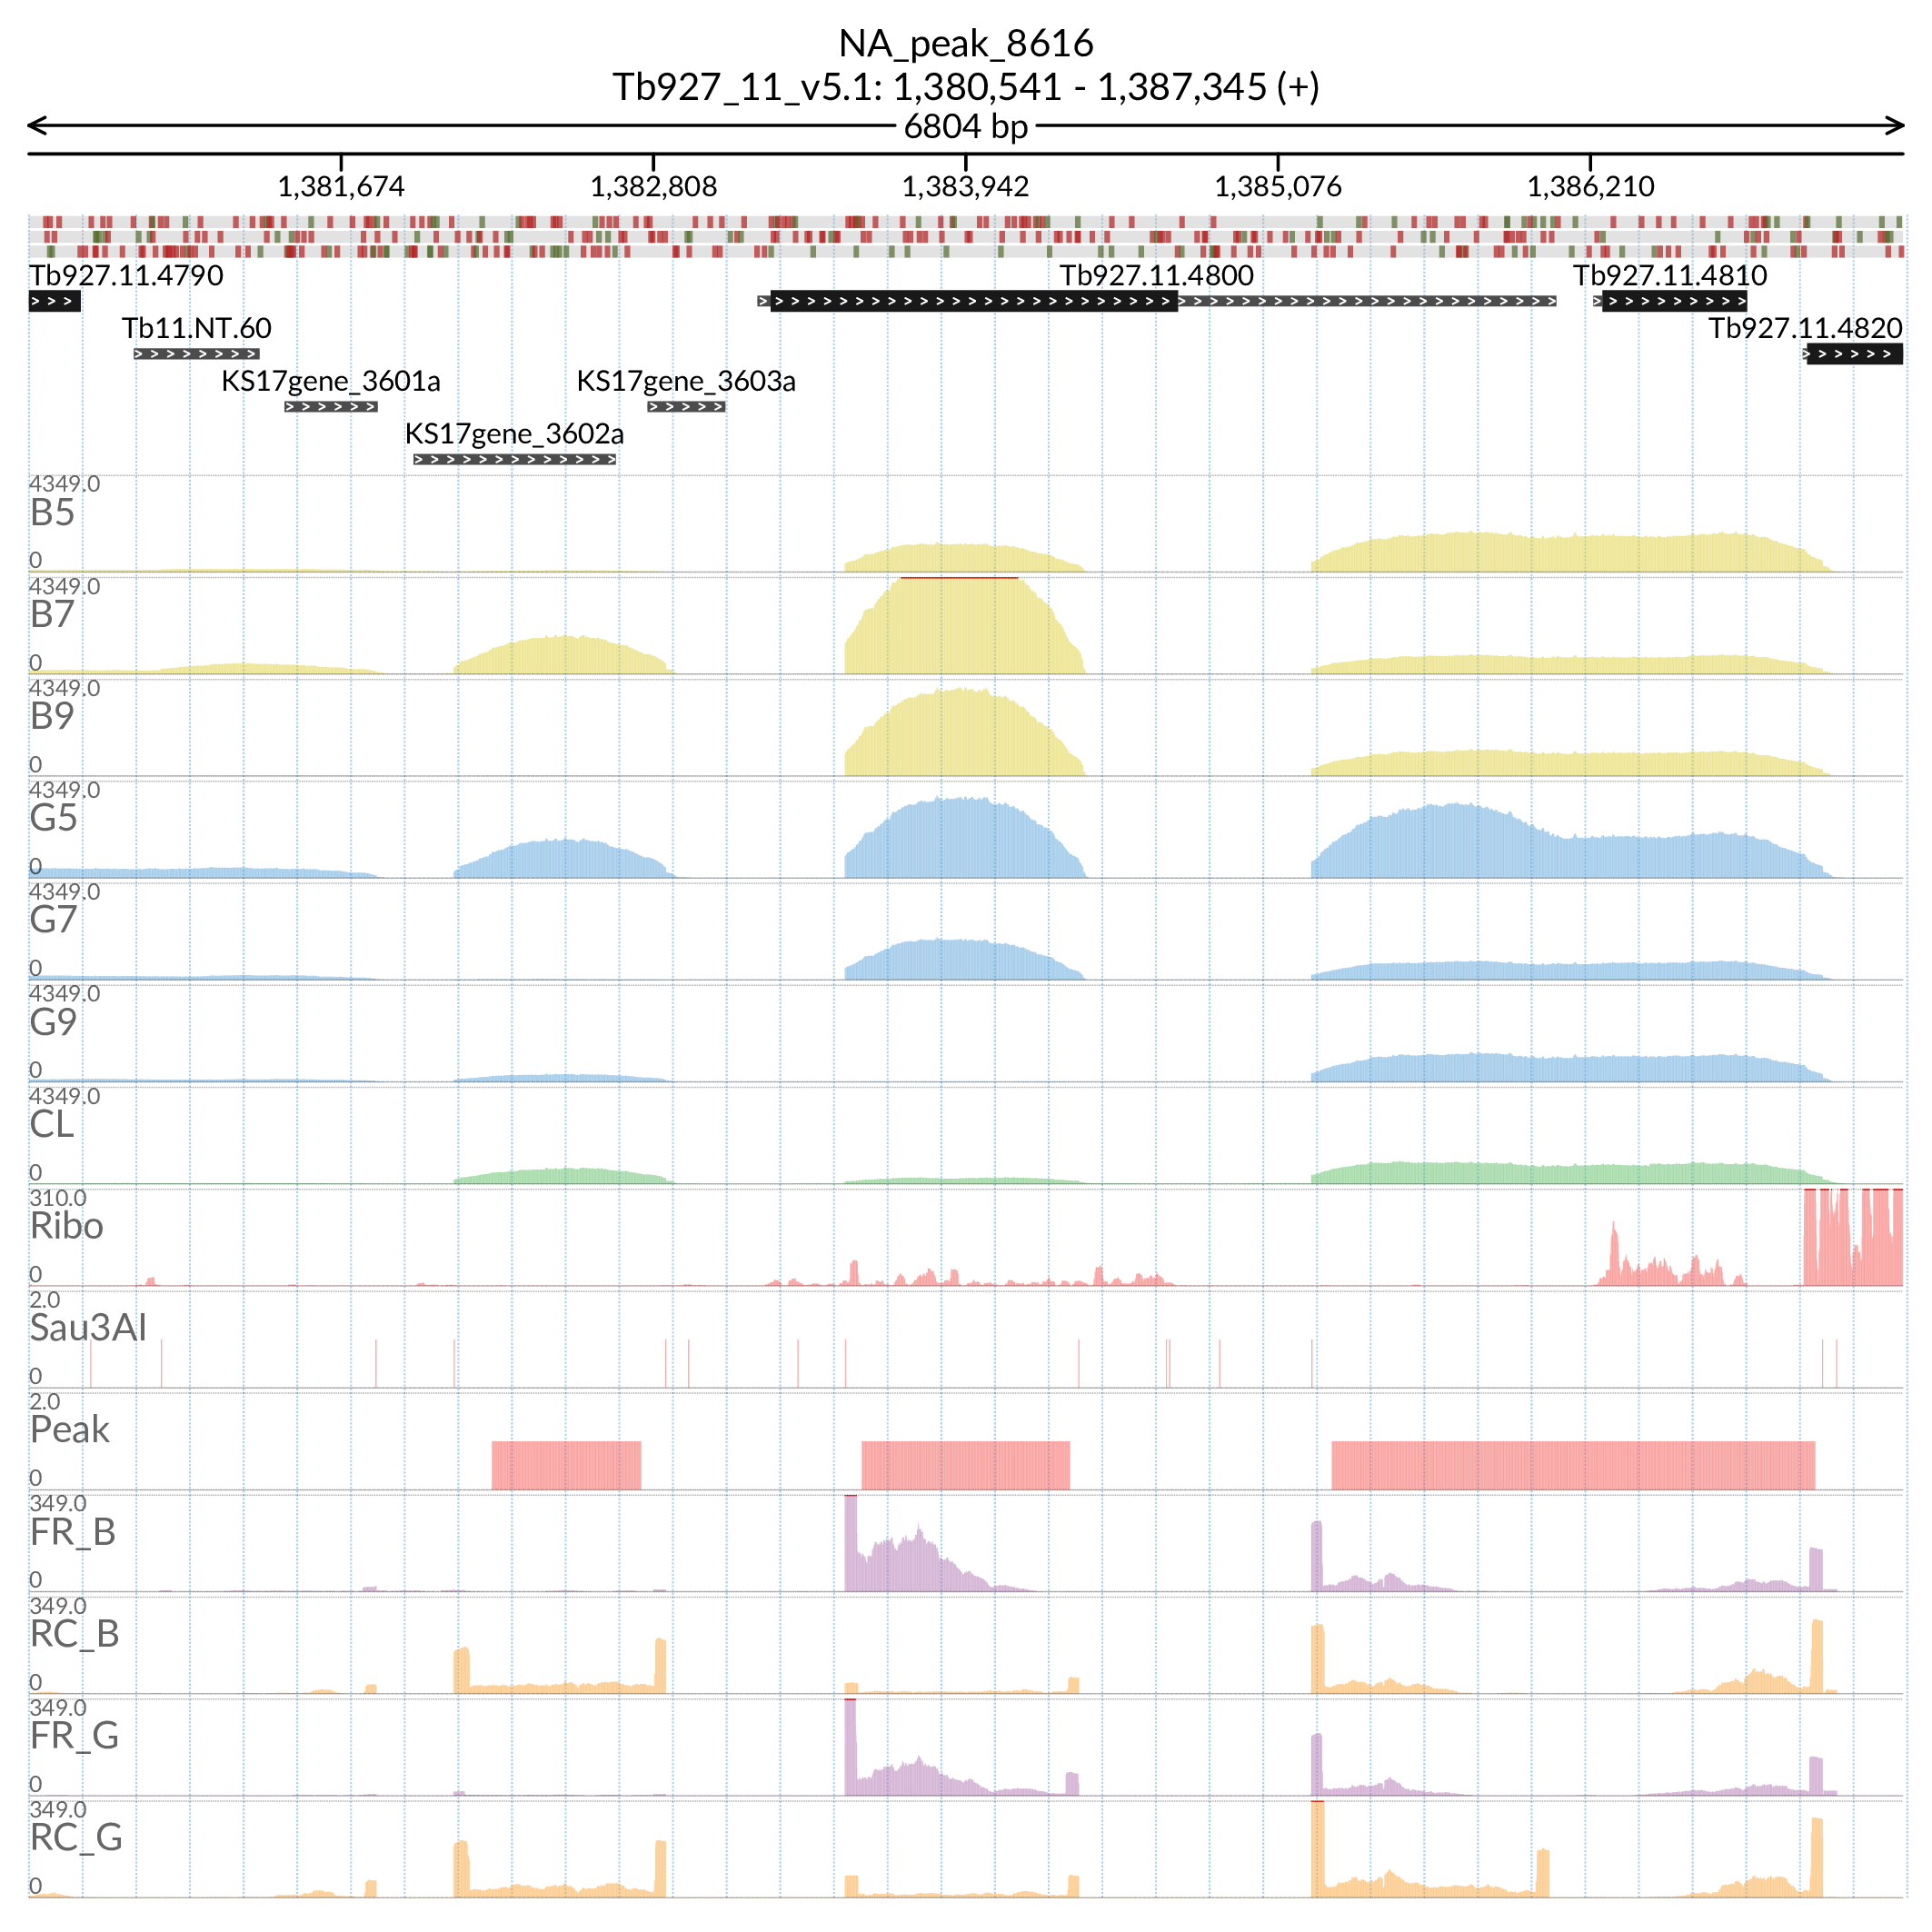 NA_peak_8616
Tb927_11_v5.1: 1,380,541 - 1,387,345 (+)
6804 bp
1,381,674 1,382,808 1,383,942 1,385,076 1,386,210
Tb927.11.4790 Tb927.11.4800 Tb927.11.4810
Tb11.NT.60 Tb927.11.4820
KS17gene_3601a KS17gene_3603a
KS17gene_3602a
4349.0
B5
0
4349.0
B7
0
4349.0
B9
0
4349.0
G5
0
4349.0
G7
0
4349.0
G9
0
4349.0
CL
0
310.0
Ribo
0
2.0
Sau3AI
0
2.0
Peak
0
349.0
FR_B
0
349.0
RC_B
0
349.0
FR_G
0
349.0
RC_G
0